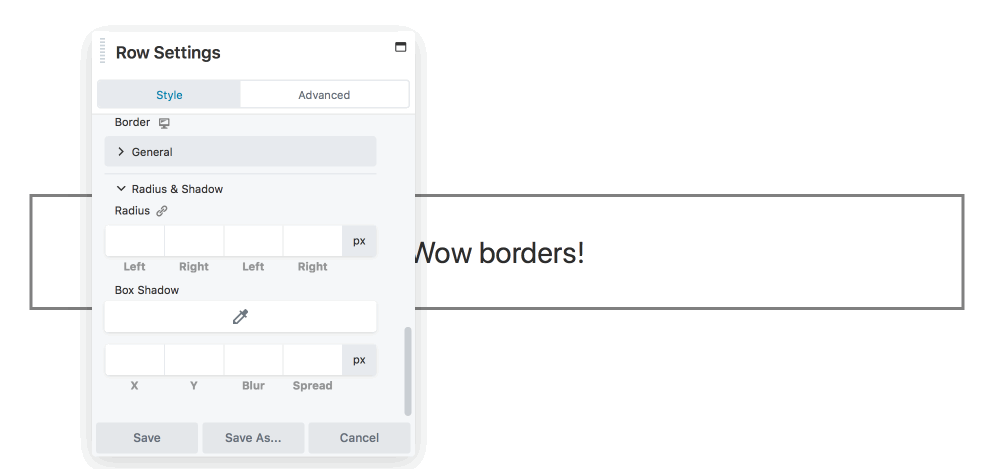 Row Settings
Style Advanced
Border
General
Radius & Shadow
Radius
px
Left Right Left Right
Wow borders!
Box Shadow
px
X Y Blur Spread
Save Save As... Cancel